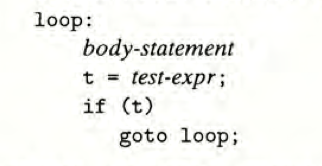 loop:
body-statement
t = test-expr;
if (t)
goto loop;